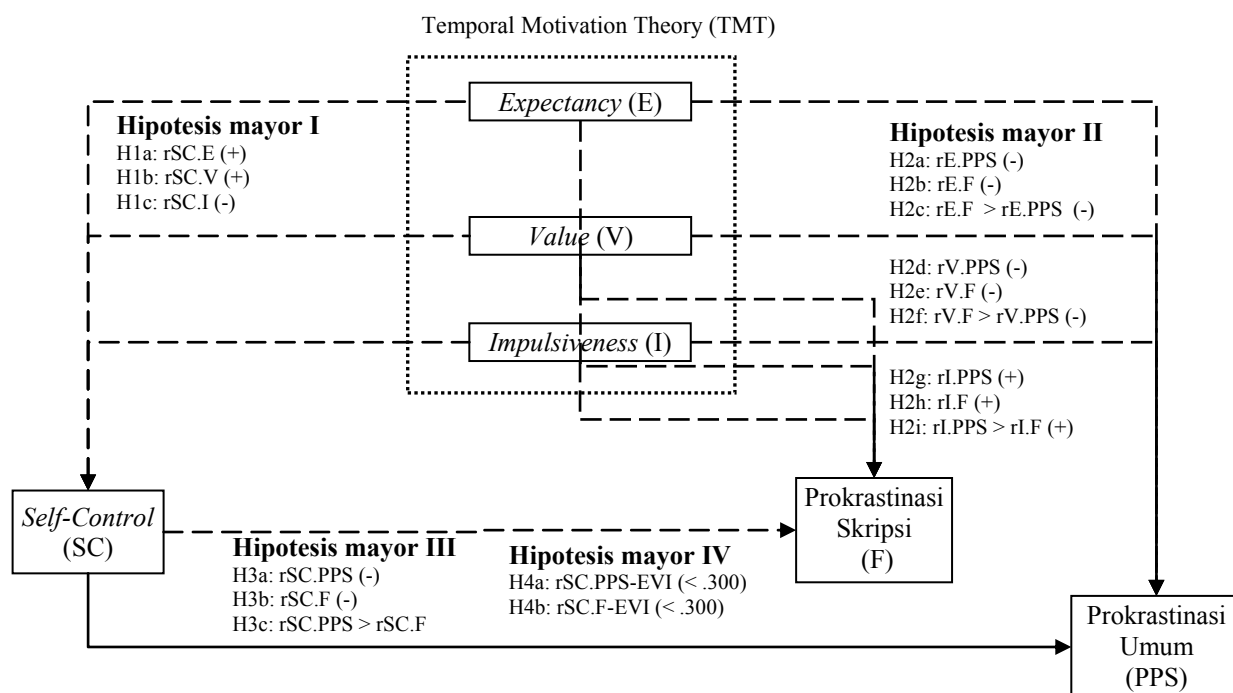 Temporal Motivation Theory (TMT)
Expectancy (E)
Hipotesis mayor I
H1a: rSC.E (+)
H1b: rSC.V (+)
H1c: rSC.I (-)
Hipotesis mayor II
H2a: rE.PPS (-)
H2b: rE.F (-)
H2c: rE.F > rE.PPS (-)
Value (V)
H2d: rV.PPS (-)
H2e: rV.F (-)
H2f: rV.F > rV.PPS (-)
Impulsiveness (I)
H2g: rI.PPS (+)
H2h: rI.F (+)
H2i: rI.PPS > rI.F (+)
Self-Control
(SC)
Prokrastinasi
Skripsi
(F)
Hipotesis mayor III
H3a: rSC.PPS (-)
H3b: rSC.F (-)
H3c: rSC.PPS > rSC.F
Hipotesis mayor IV
H4a: rSC.PPS-EVI (< .300)
H4b: rSC.F-EVI (< .300)
Prokrastinasi
Umum
(PPS)